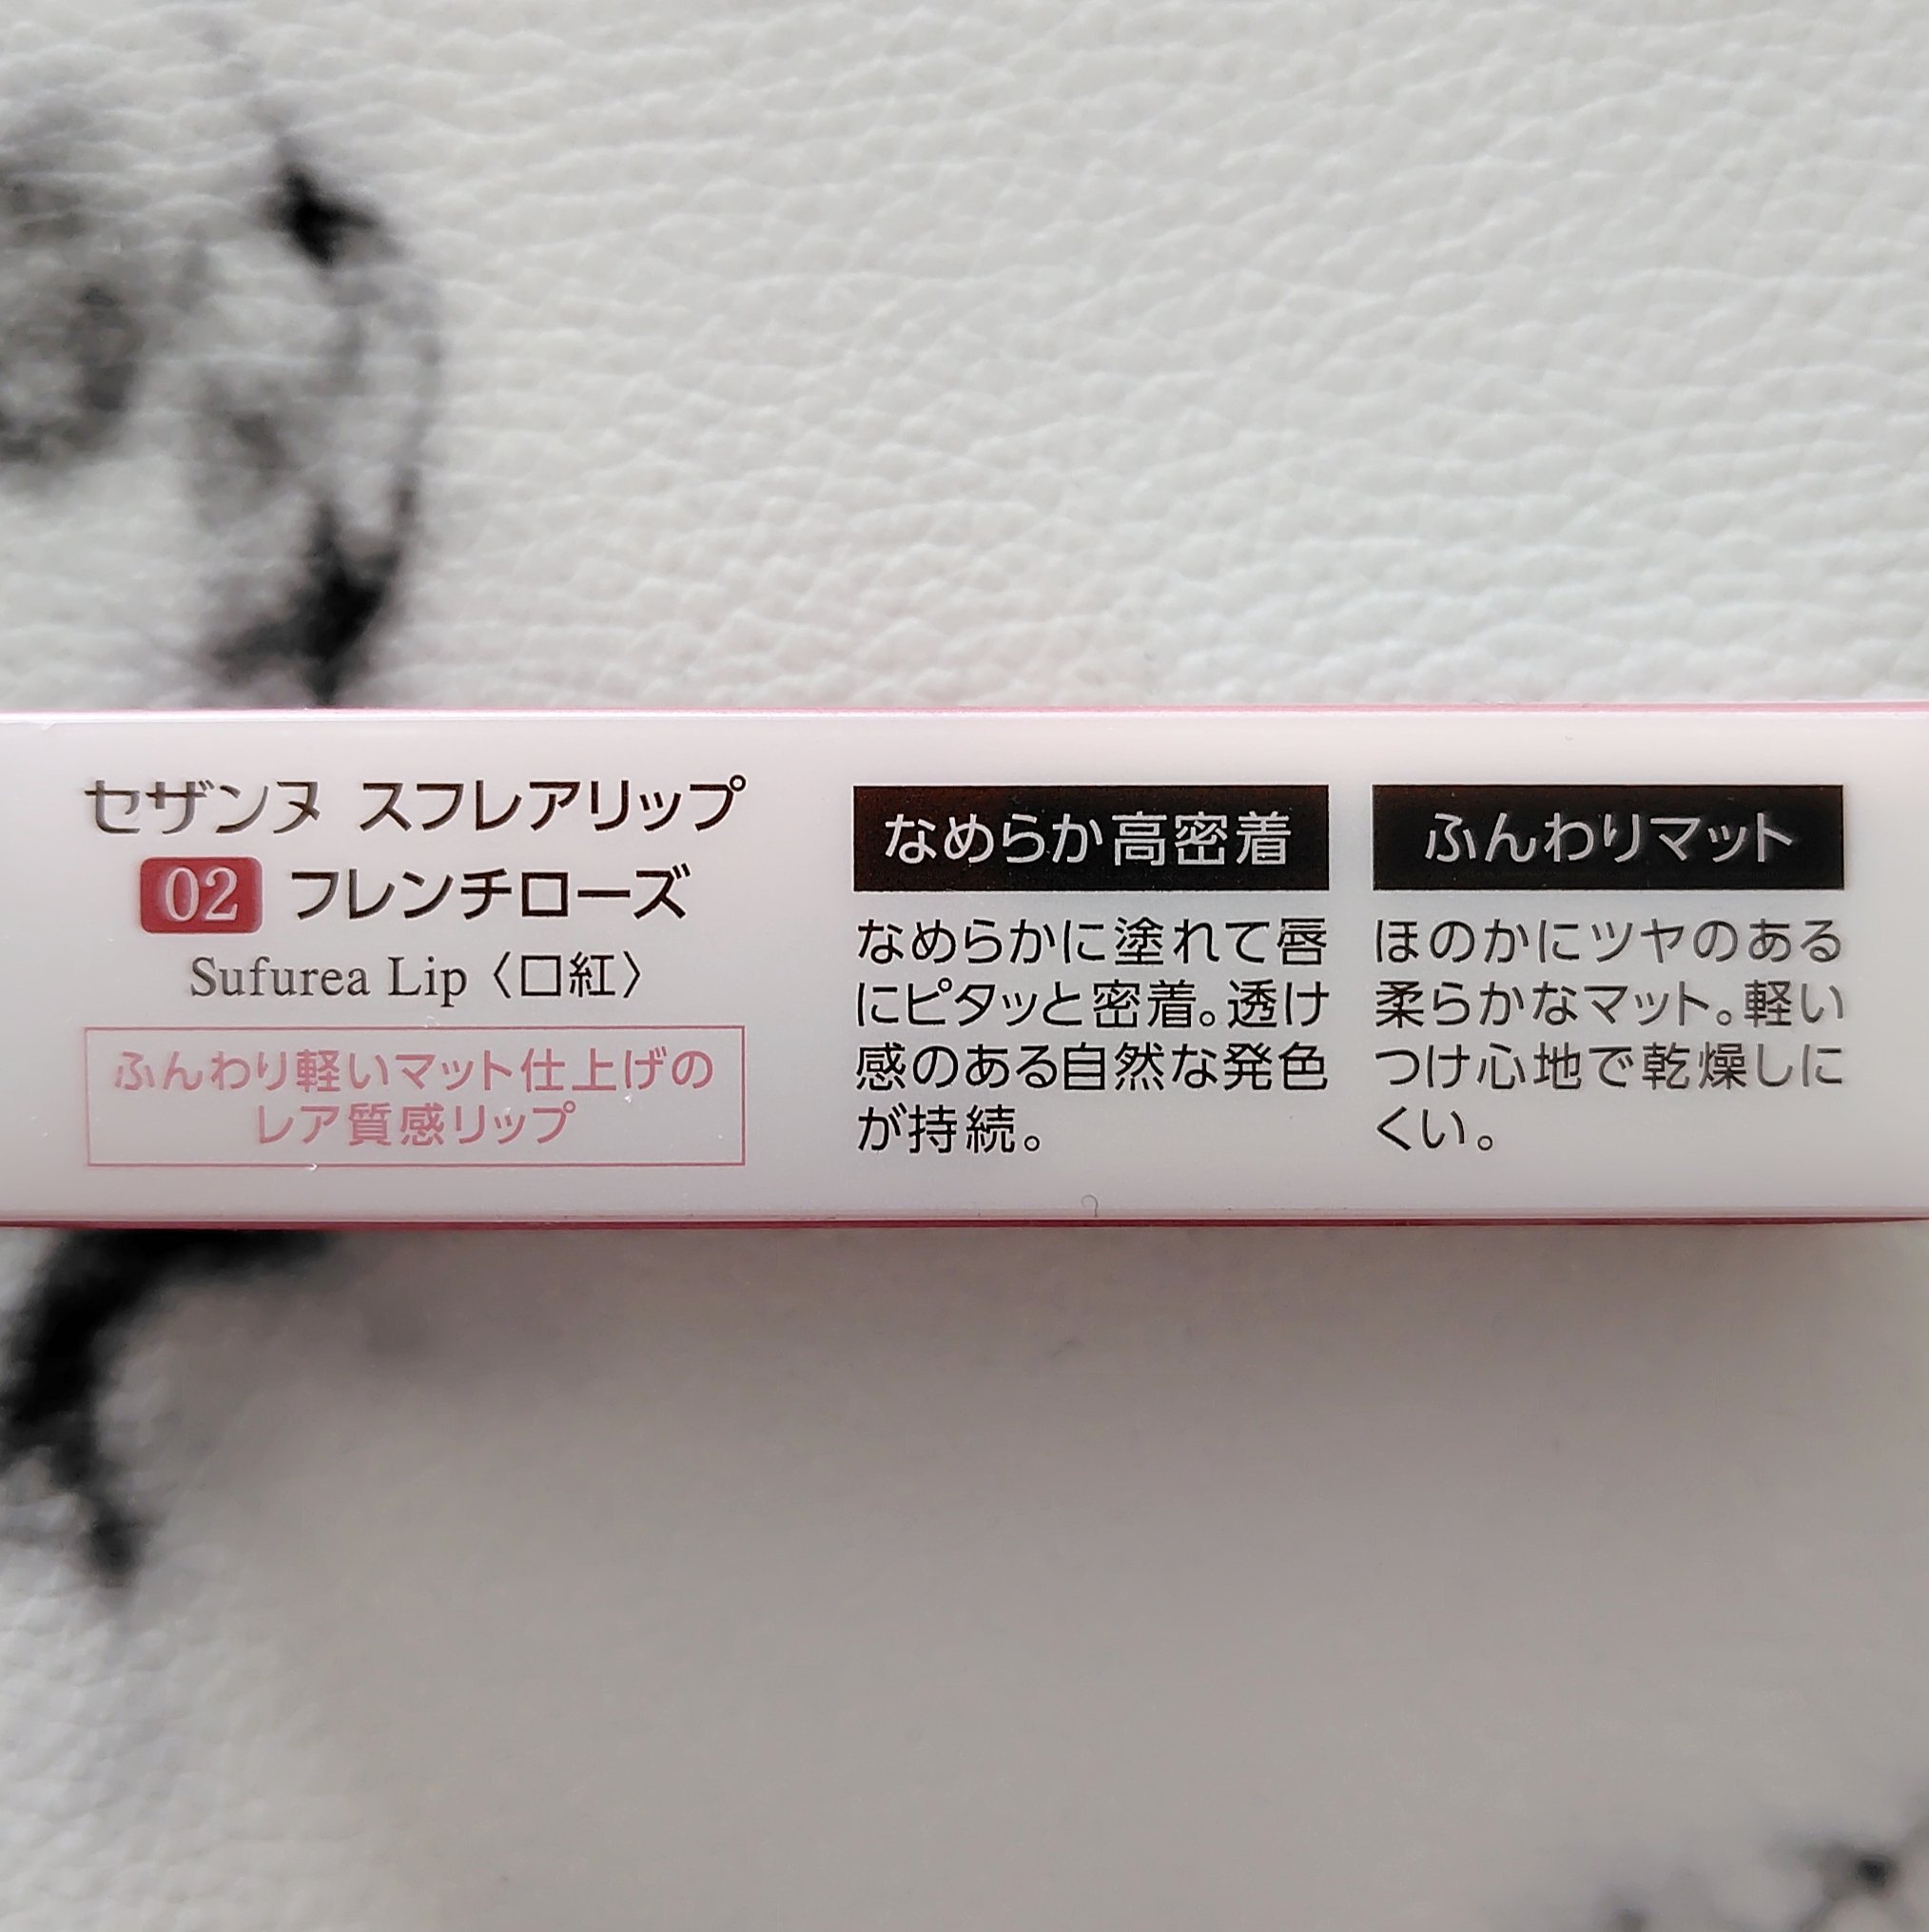 セザンヌ スフレアリップ
02 フレンチローズ
Sufurea Lip〈口紅〉
ふんわり軽いマット仕上げの
レア質感リップ
なめらか高密着
なめらかに塗れて唇
にピタッと密着。透け
感のある自然な発色
が持続。
ふんわりマット
ほのかにツヤのある
柔らかなマット。軽い
つけ心地で乾燥しに
くい。